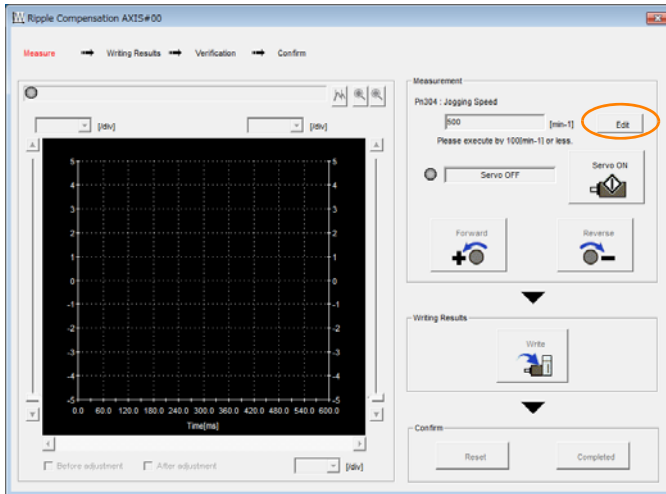 Ripple Compensation AXIS#00
Measure Writing Results Verification Confirm
[/div] [/div]
5 5
4 4
3 3
2 2
1 1
0 0
-1 -1
-2 -2
-3 -3
-4 -4
-5 -5
0.0 60.0 120.0 180.0 240.0 300.0 360.0 420.0 480.0 540.0 600.0
Time[ms]
Before adjustment After adjustment [/div]
Measurement
Pn304 : Jogging Speed
500 [min-1] Edit
Please execute by 100[min-1] or less.
Servo OFF
Servo ON
Forward
Reverse
Writing Results
Write
Confirm
Reset Completed